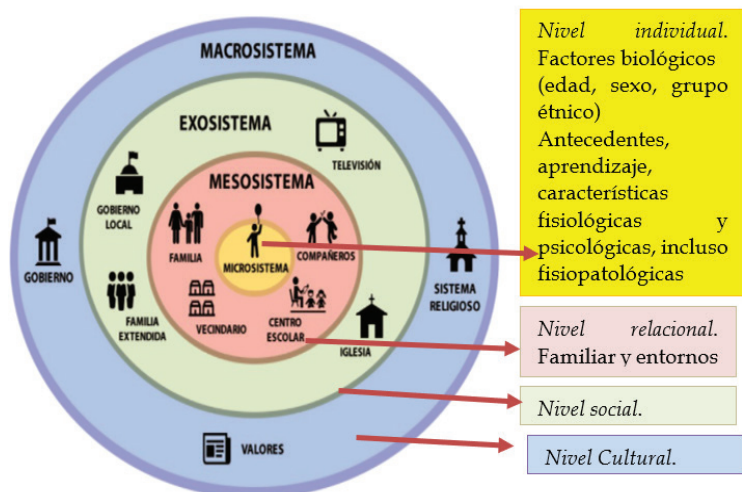 MACROSISTEMA
EXOSISTEMA
TELEVISIÓN
MESOSISTEMA
GOBIERNO
LOCAL
FAMILIA
COMPAÑEROS
MICROSISTEMA
GOBIERNO
SISTEMA
RELIGIOSO
FAMILIA
EXTENDIDA
VECINDARIO
CENTRO
ESCOLAR
IGLESIA
VALORES
Nivel individual.
Factores biológicos
(edad, sexo, grupo
étnico)
Antecedentes,
aprendizaje,
características
fisiológicas y
psicológicas, incluso
fisiopatológicas
Nivel relacional.
Familiar y entornos
Nivel social.
Nivel Cultural.